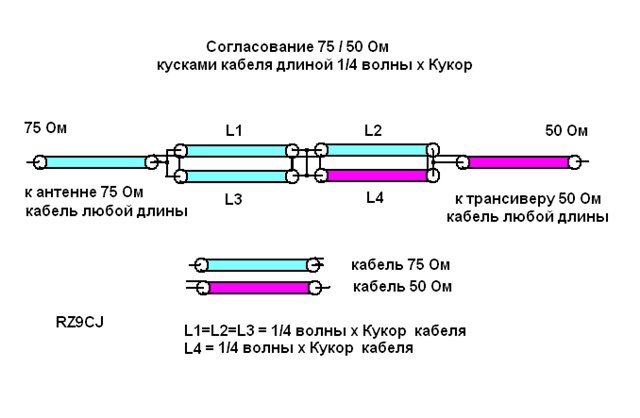 Согласование 75 / 50 Ом
кусками кабеля длиной 1/4 волны х Кукор
75 Ом
L1
L2
50 Ом
к антенне 75 Ом
кабель любой длины
L3
L4
к трансиверу 50 Ом
кабель любой длины
кабель 75 Ом
кабель 50 Ом
RZ9CJ
L1=L2=L3 = 1/4 волны х Кукор кабеля
L4 = 1/4 волны х Кукор кабеля